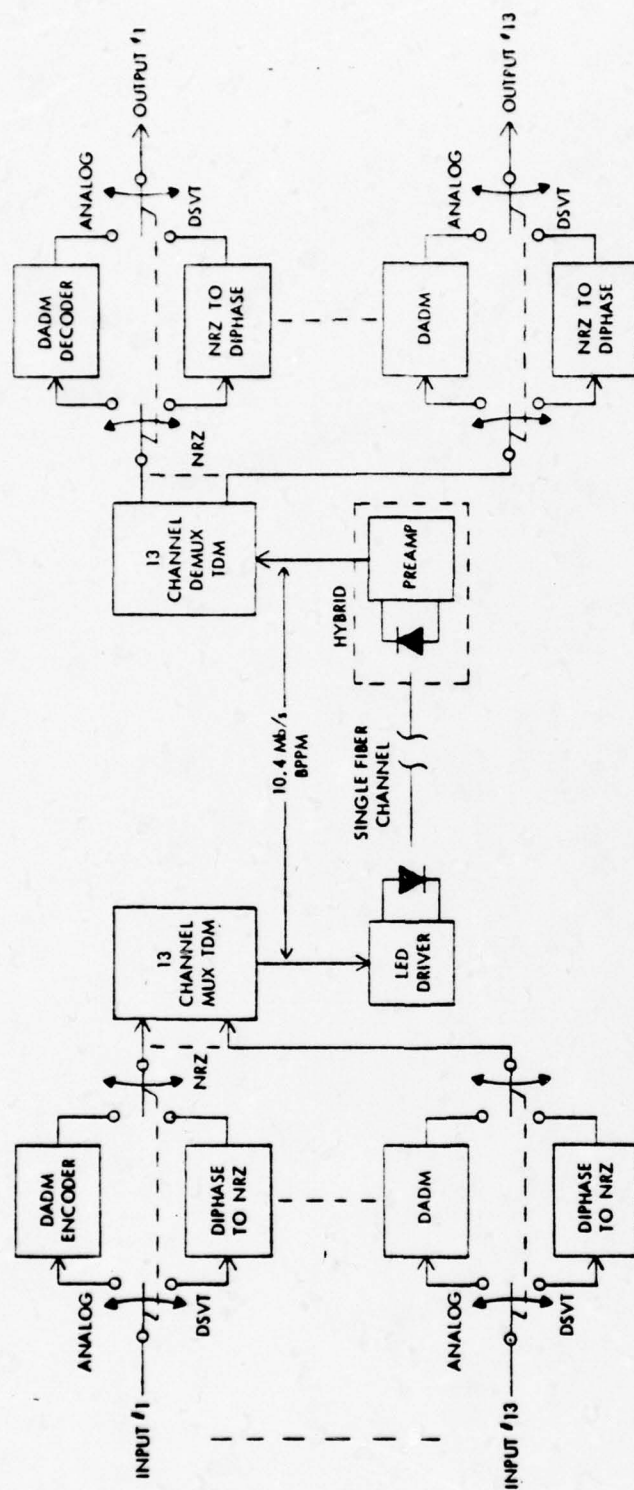 INPUT #1
ANALOG
DSVT
DADM
ENCODER
DIPHASE
TO NRZ
NRZ
INPUT #13
ANALOG
DSVT
DADM
DIPHASE
TO NRZ
13
CHANNEL
MUX TDM
LED
DRIVER
10.4 Mb/s
BPPM
SINGLE FIBER
CHANNEL
HYBRID
PREAMP
13
CHANNEL
DEMUX
TDM
NRZ
DADM
DECODER
NRZ TO
DIPHASE
ANALOG
DSVT
OUTPUT #1
DADM
NRZ TO
DIPHASE
ANALOG
DSVT
OUTPUT #13